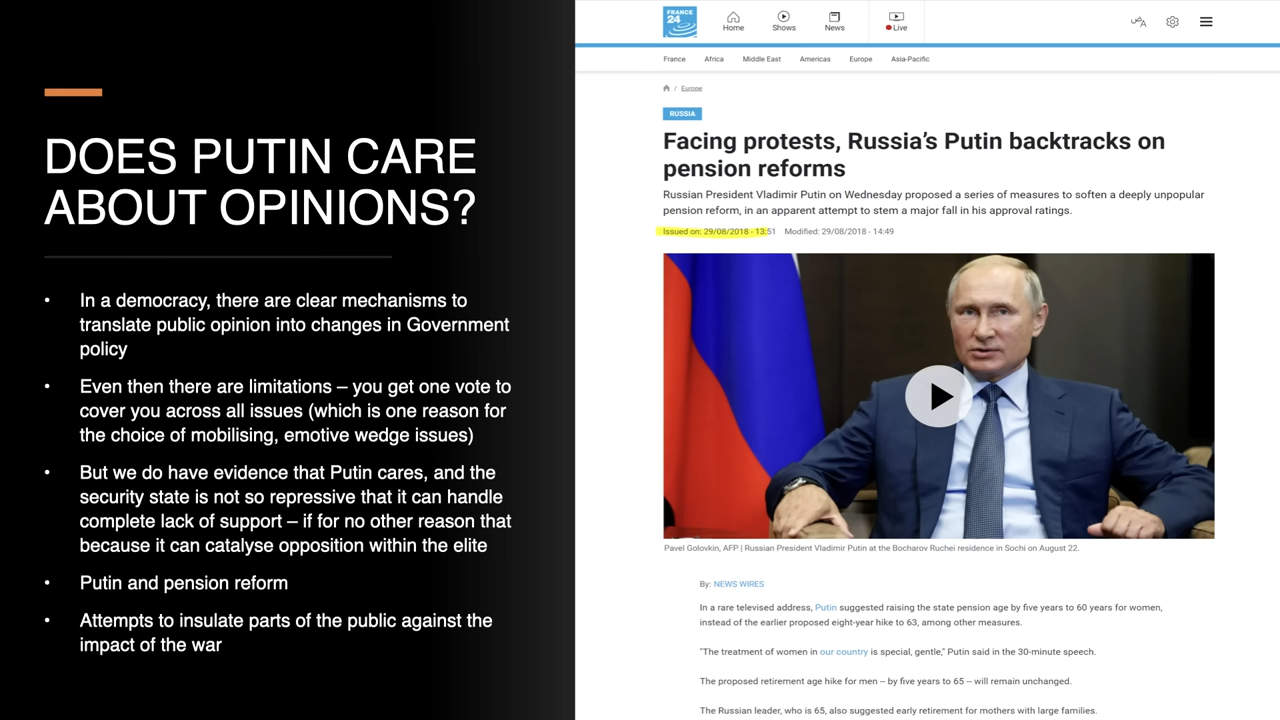 DOES PUTIN CARE
ABOUT OPINIONS?
• In a democracy, there are clear mechanisms to
translate public opinion into changes in Government
policy
• Even then there are limitations – you get one vote to
cover you across all issues (which is one reason for
the choice of mobilising, emotive wedge issues)
• But we do have evidence that Putin cares, and the
security state is not so repressive that it can handle
complete lack of support – if for no other reason that
because it can catalyse opposition within the elite
• Putin and pension reform
• Attempts to insulate parts of the public against the
impact of the war
FRANCE
24
Home Shows News Live
France Africa Middle East Americas Europe Asia-Pacific
/ Europe
RUSSIA
Facing protests, Russia’s Putin backtracks on
pension reforms
Russian President Vladimir Putin on Wednesday proposed a series of measures to soften a deeply unpopular
pension reform, in an apparent attempt to stem a major fall in his approval ratings.
Issued on: 29/08/2018 - 13:51 Modified: 29/08/2018 - 14:49
Pavel Golovkin, AFP | Russian President Vladimir Putin at the Bocharov Ruchei residence in Sochi on August 22.
By: NEWS WIRES
In a rare televised address, Putin suggested raising the state pension age by five years to 60 years for women,
instead of the earlier proposed eight-year hike to 63, among other measures.
"The treatment of women in our country is special, gentle," Putin said in the 30-minute speech.
The proposed retirement age hike for men -- by five years to 65 -- will remain unchanged.
The Russian leader, who is 65, also suggested early retirement for mothers with large families.